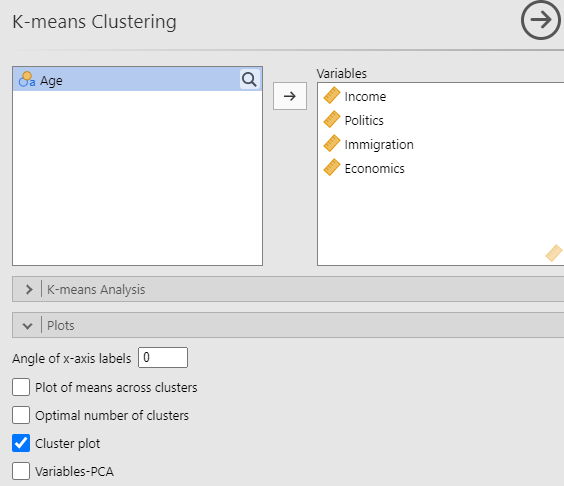 K-means Clustering
Age
Variables
Income
Politics
Immigration
Economics
K-means Analysis
Plots
Angle of x-axis labels 0
Plot of means across clusters
Optimal number of clusters
Cluster plot
Variables-PCA